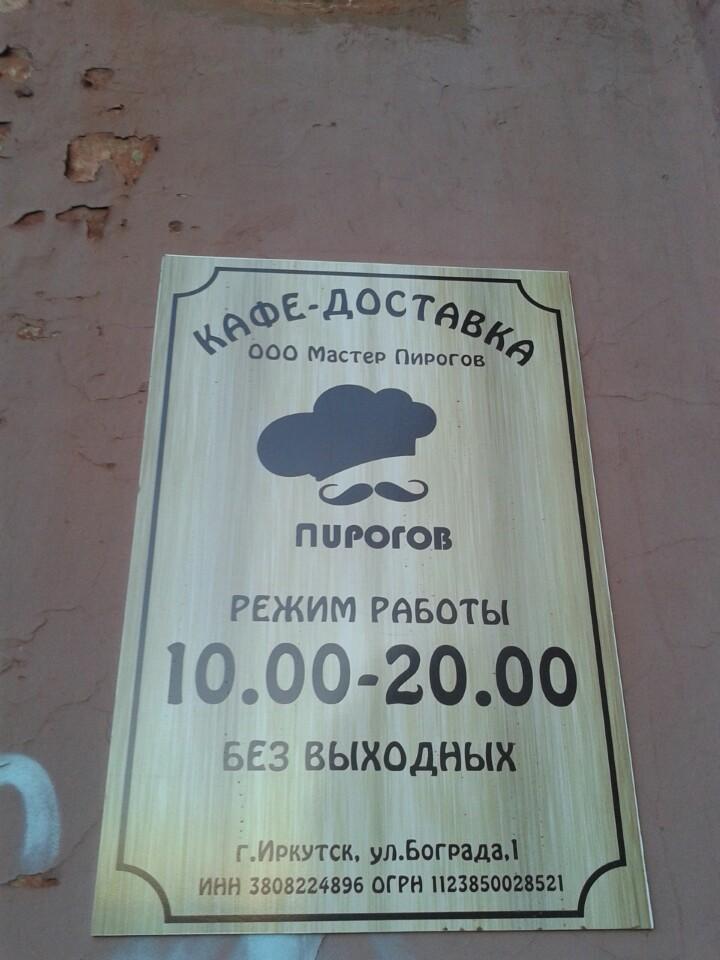 КАФЕ-ДОСТАВКА
ООО Мастер Пирогов
ПИРОГОВ
РЕЖИМ РАБОТЫ
10.00-20.00
БЕЗ ВЫХОДНЫХ
г.Иркутск, ул.Бограда,1
ИНН 3808224896 ОГРН 1123850028521